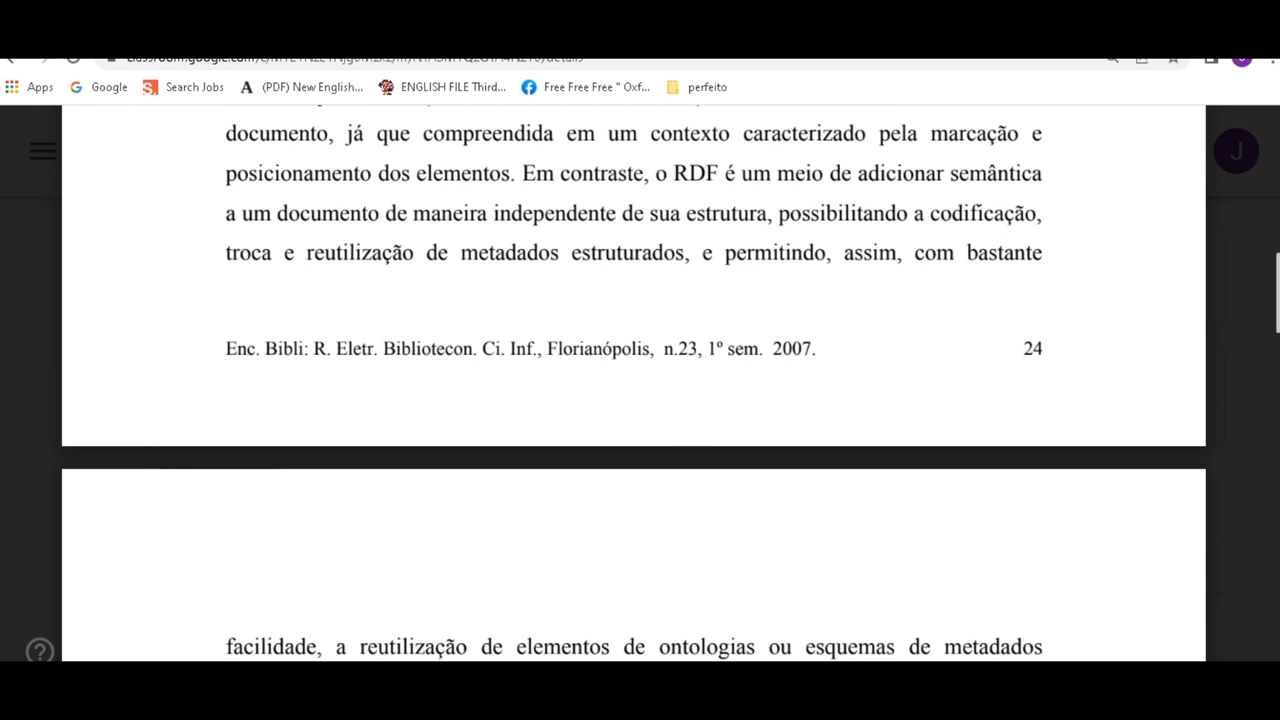 Apps
Google
Search Jobs
(PDF) New English...
ENGLISH FILE Third...
Free Free Free " Oxf...
perfeito
documento, já que compreendida em um contexto caracterizado pela marcação e
posicionamento dos elementos. Em contraste, o RDF é um meio de adicionar semântica
a um documento de maneira independente de sua estrutura, possibilitando a codificação,
troca e reutilização de metadados estruturados, e permitindo, assim, com bastante
Enc. Bibli: R. Eletr. Bibliotecon. Ci. Inf., Florianópolis, n.23, 1º sem. 2007. 24
J
facilidade, a reutilização de elementos de ontologias ou esquemas de metadados